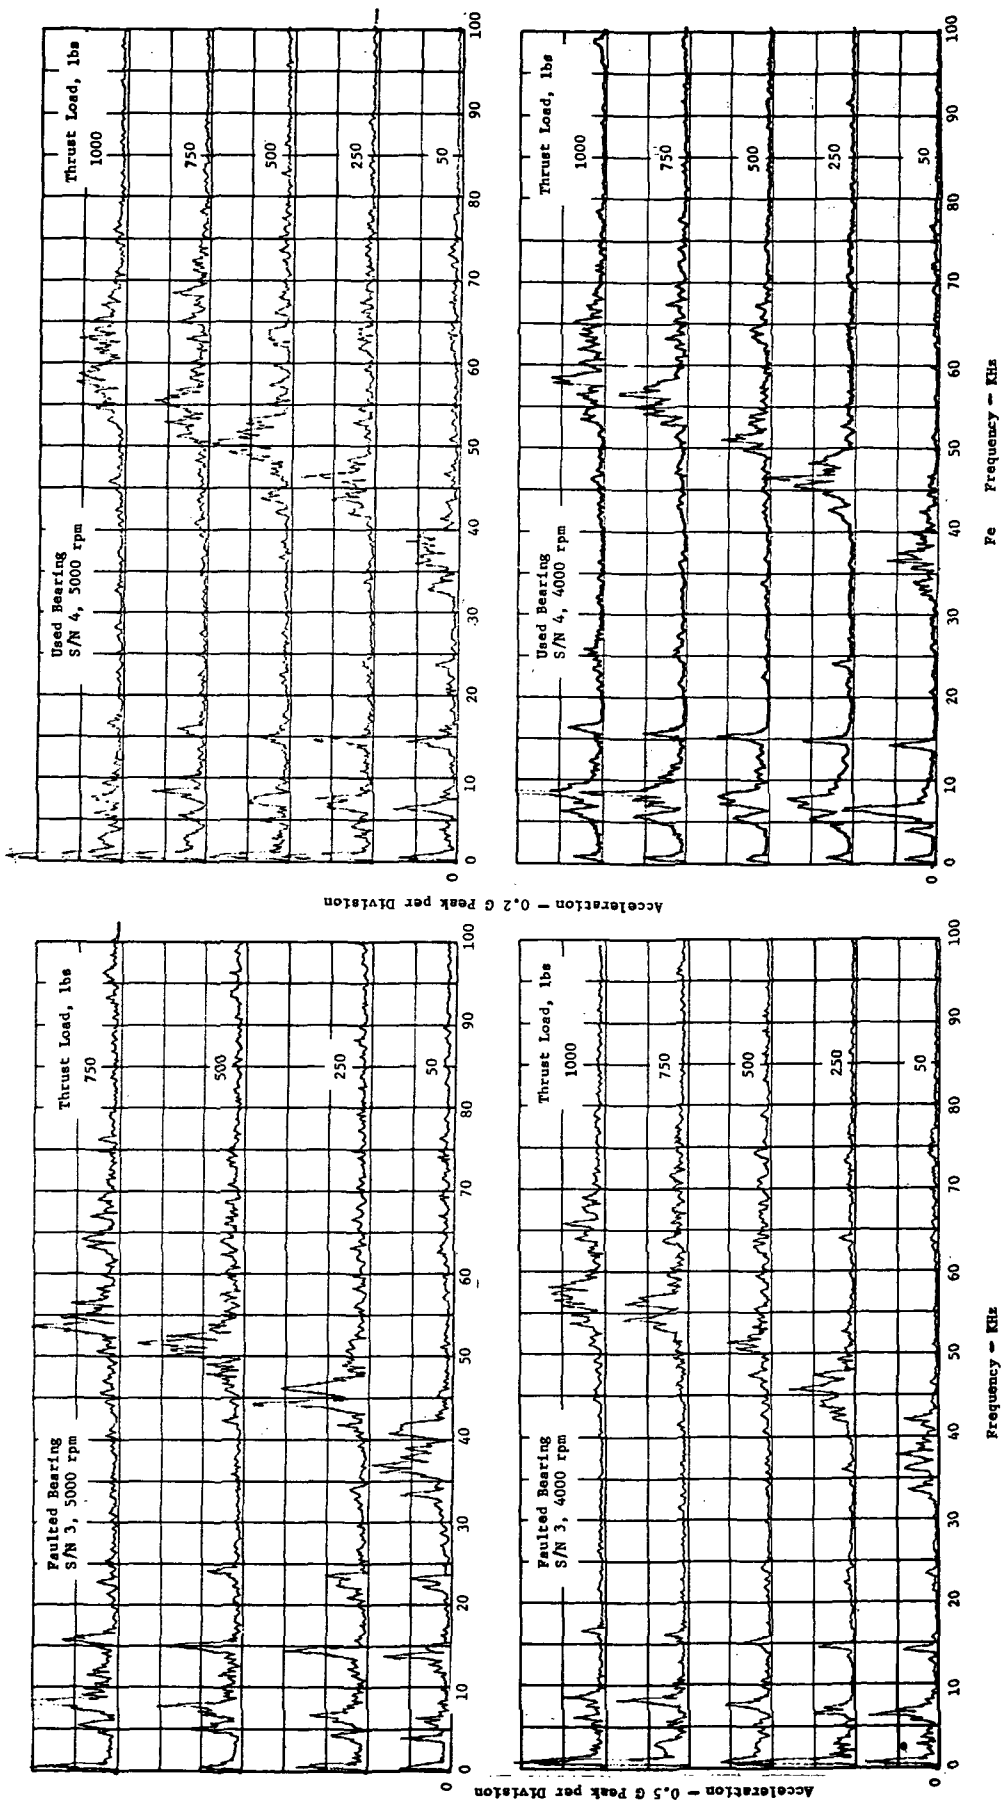 Faulted Bearing
S/N 3, 5000 rpm
Thrust Load, lbs
750
500
250
50
0
0 10 20 30 40 50 60 70 80 90 100
Used Bearing
S/N 4, 5000 rpm
Thrust Load, lbs
1000
750
500
250
50
0
0 10 20 30 40 50 60 70 80 90 100
Acceleration - 0.5 G Peak per Division
Acceleration - 0.2 G Peak per Division
Faulted Bearing
S/N 3, 4000 rpm
Thrust Load, lbs
1000
750
500
250
50
0
0 10 20 30 40 50 60 70 80 90 100
Frequency - KHz
Used Bearing
S/N 4, 4000 rpm
Thrust Load, lbs
1000
750
500
250
50
0
0 10 20 30 40 50 60 70 80 90 100
Fe Frequency - KHz